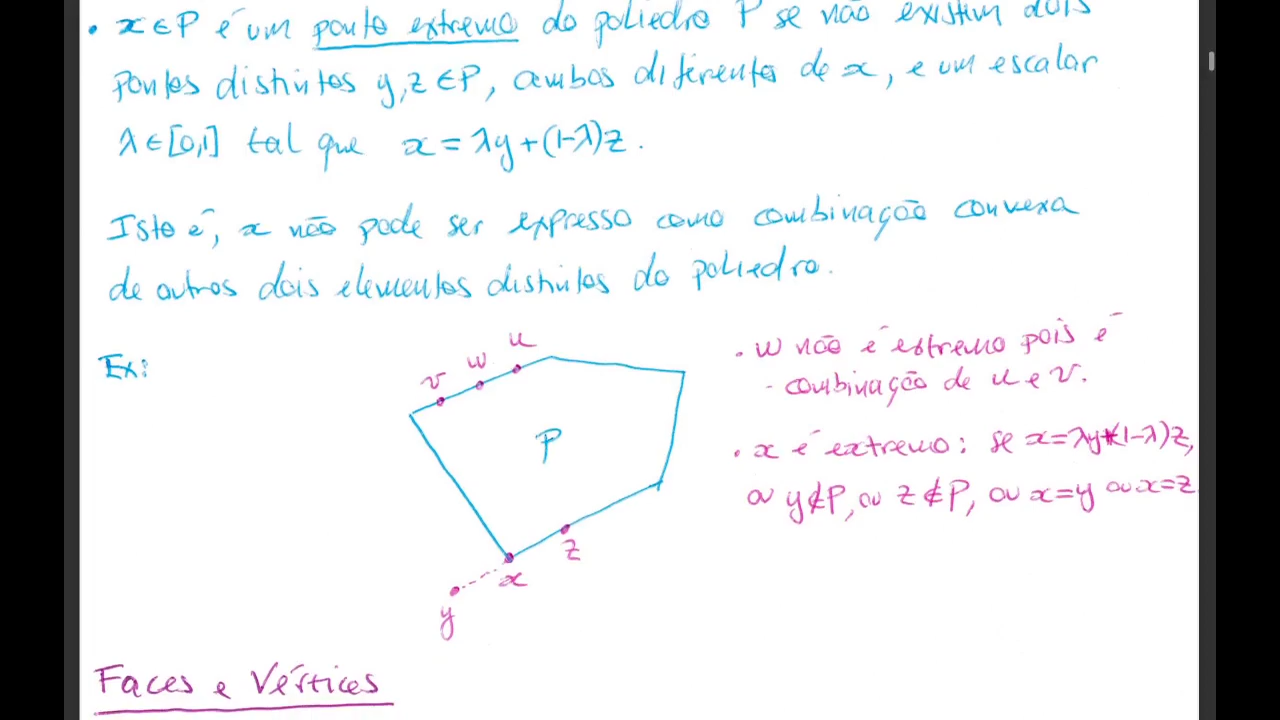 • x∈P é um ponto extremo do poliedro P se não existem dois
pontos distintos y,z∈P, ambos diferentes de x, e um escalar
λ∈[0,1] tal que x=λy+(1-λ)z.
Isto é, x não pode ser expresso como combinação convexa
de outros dois elementos distintos do poliedro.
Ex:
u
w
v
P
z
x
y
• w não é extremo pois é
combinação de u e v.
• x é extremo: se x=λy+(1-λ)z,
ou y∉P, ou z∉P, ou x=y ou x=z
Faces e Vértices